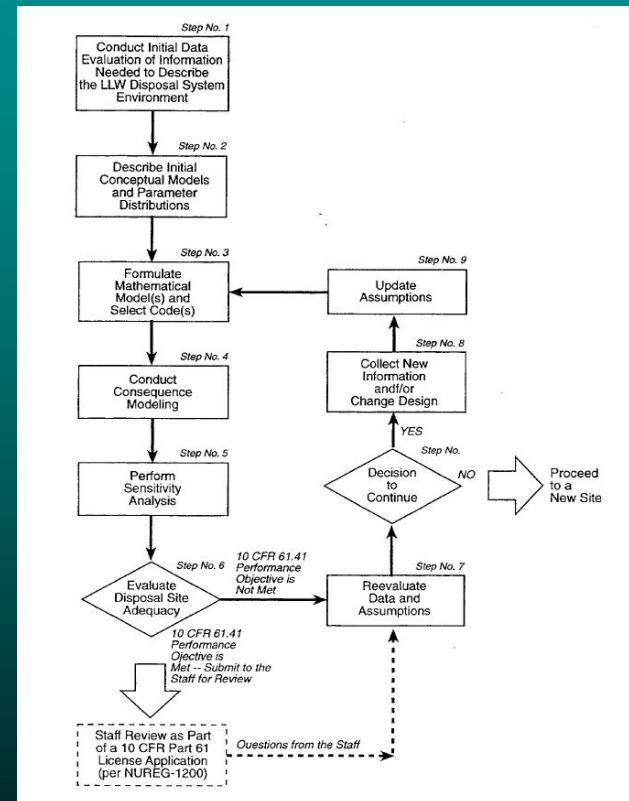 Step No. 1
Conduct Initial Data
Evaluation of Information
Needed to Describe
the LLW Disposal System
Environment
Step No. 2
Describe Initial
Conceptual Models
and Parameter
Distributions
Step No. 3
Formulate
Mathematical
Model(s) and
Select Code(s)
Step No. 9
Update
Assumptions
Step No. 4
Conduct
Consequence
Modeling
Step No. 8
Collect New
Information
andf/or
Change Design
YES
Step No. 5
Perform
Sensitivity
Analysis
Step No.
Decision
to
Continue
NO
Proceed
to a
New Site
Step No. 6
Evaluate
Disposal Site
Adequacy
10 CFR 61.41
Performance
Objective is
Not Met
Step No. 7
Reevaluate
Data and
Assumptions
10 CFR 61.41
Performance
Ojective is
Met -- Submit to the
Staff for Review
Staff Review as Part
of a 10 CFR Part 61
License Application
(per NUREG-1200)
Ouestions from the Staff